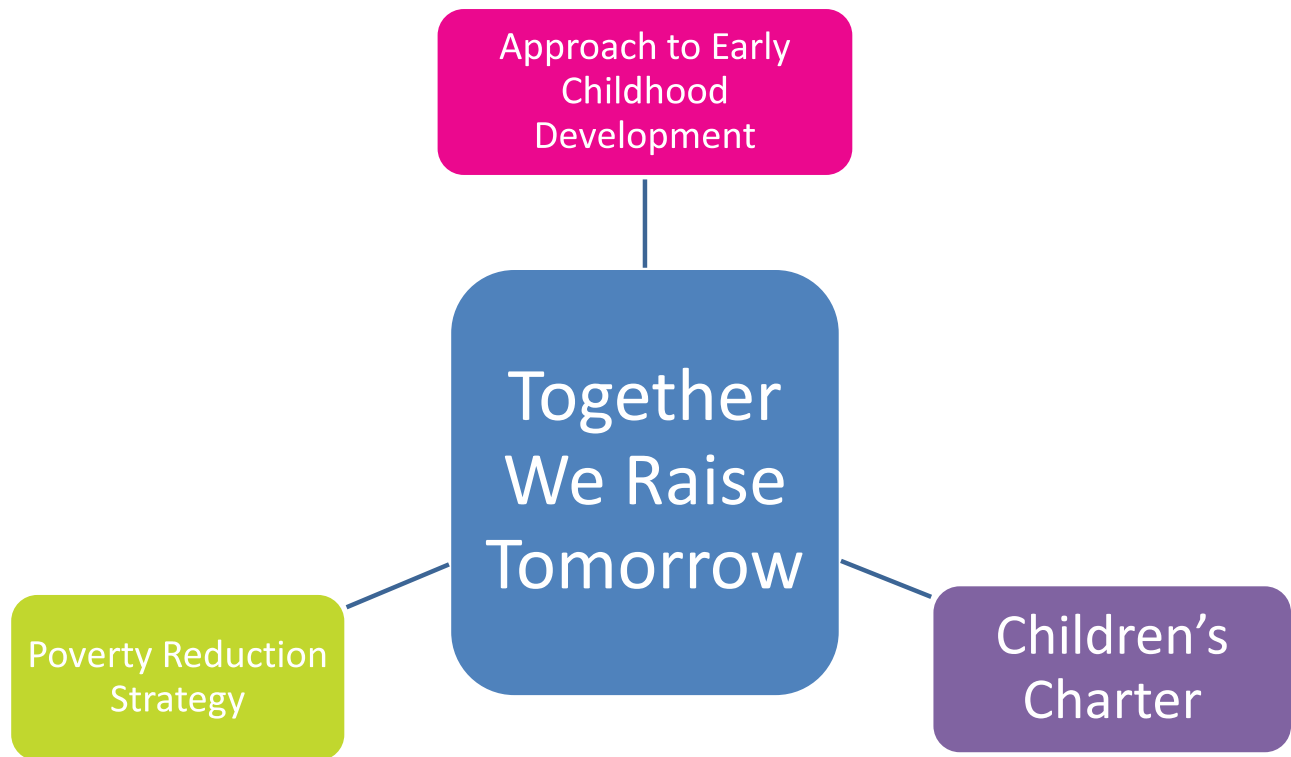 Approach to Early
Childhood
Development
Together
We Raise
Tomorrow
Poverty Reduction
Strategy
Children’s
Charter